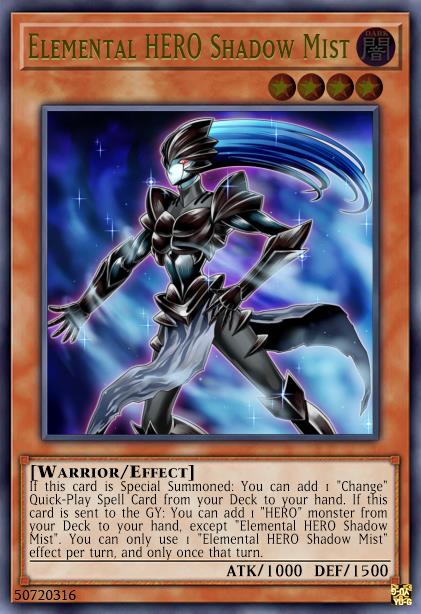 Elemental HERO Shadow Mist
DARK
闇
[Warrior/Effect]
If this card is Special Summoned: You can add 1 "Change"
Quick-Play Spell Card from your Deck to your hand. If this
card is sent to the GY: You can add 1 "HERO" monster from
your Deck to your hand, except "Elemental HERO Shadow
Mist". You can only use 1 "Elemental HERO Shadow Mist"
effect per turn, and only once that turn.
ATK/1000 DEF/1500
50720316